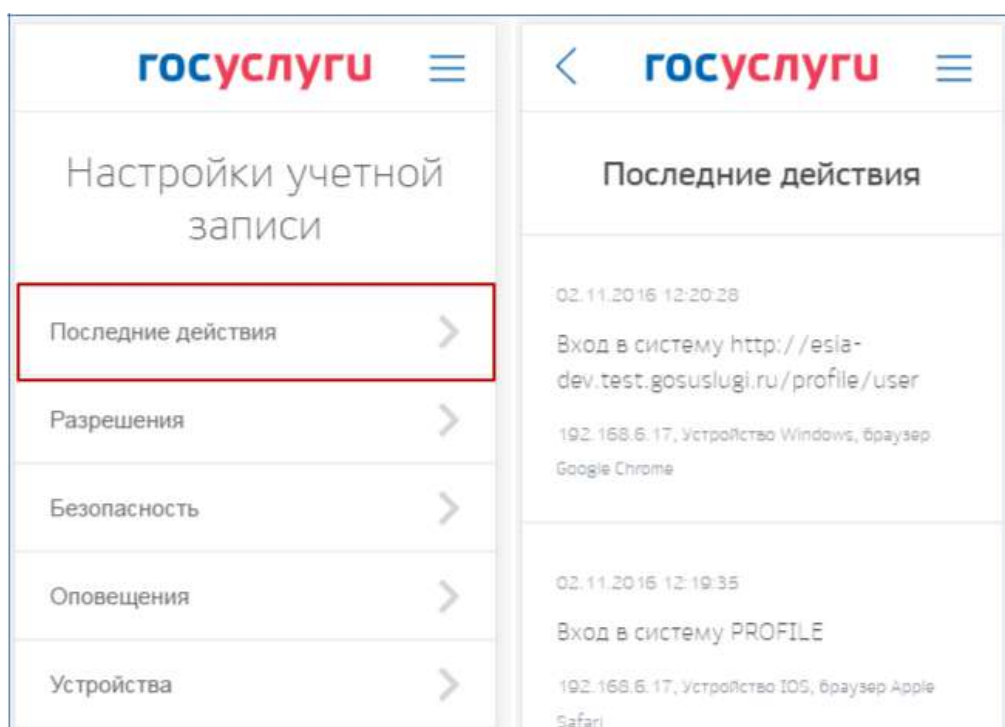 госуслуги
Настройки учетной
записи
Последние действия
Разрешения
Безопасность
Оповещения
Устройства
госуслуги
Последние действия
02.11.2016 12:20:28
Вход в систему http://esia-
dev.test.gosuslugi.ru/profile/user
192.168.6.17, Устройство Windows, браузер
Google Chrome
02.11.2016 12:19:35
Вход в систему PROFILE
192.168.6.17, Устройство IOS, браузер Apple
Safari